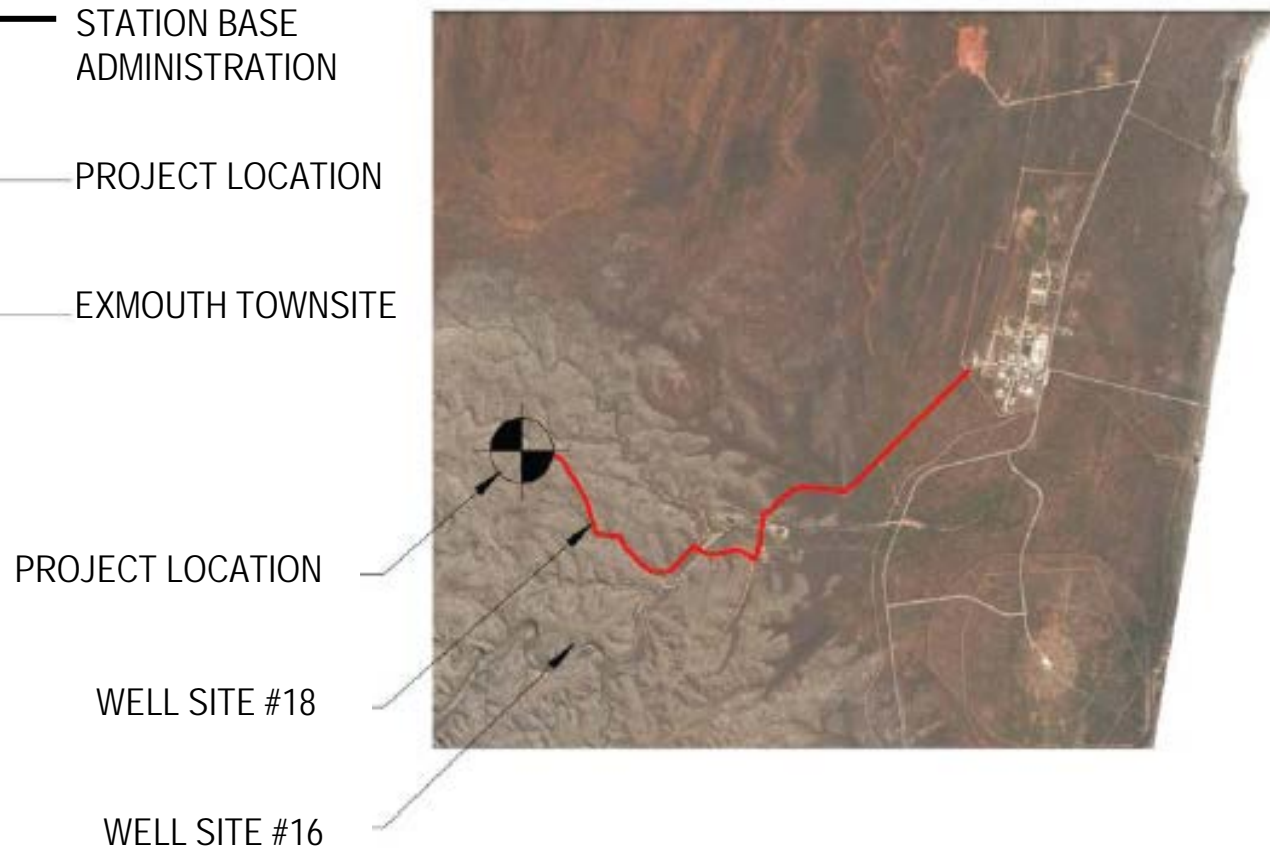 STATION BASE
ADMINISTRATION
PROJECT LOCATION
EXMOUTH TOWNSITE
PROJECT LOCATION
WELL SITE #18
WELL SITE #16